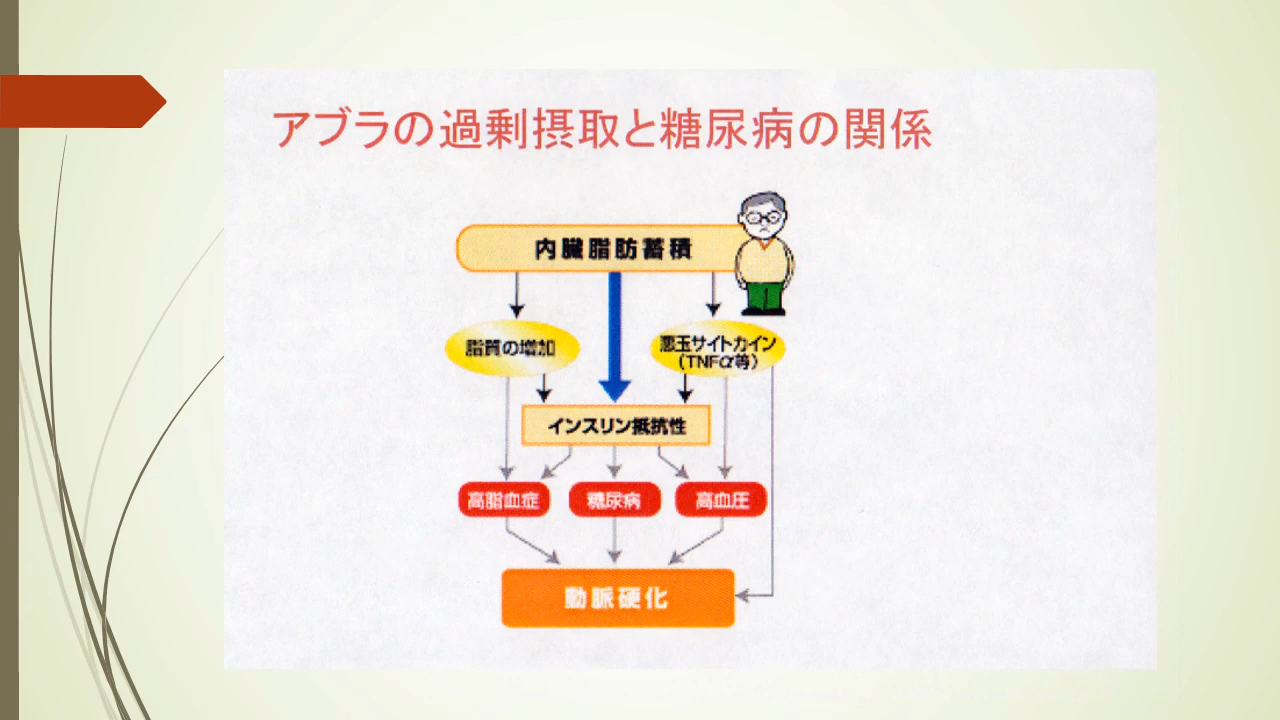 アブラの過剰摂取と糖尿病の関係
内臓脂肪蓄積
脂質の増加
悪玉サイトカイン
(TNFα等)
インスリン抵抗性
高脂血症
糖尿病
高血圧
動脈硬化